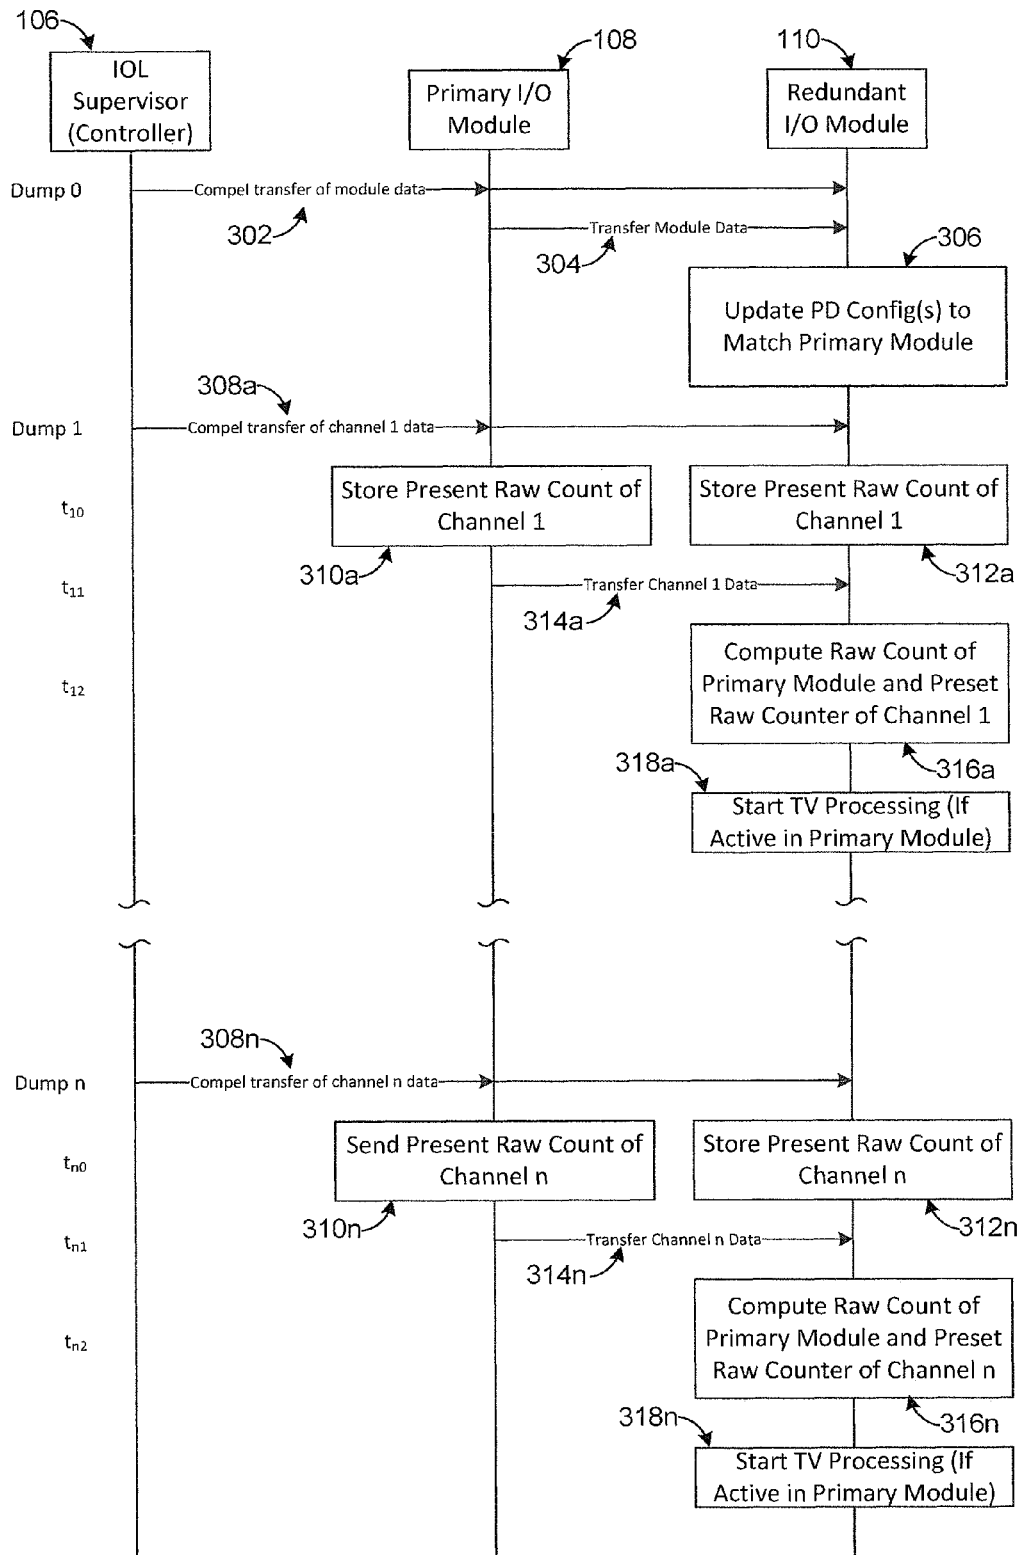 106
108
110
IOL
Supervisor
(Controller)
Primary I/O
Module
Redundant
I/O Module
Dump 0
Compel transfer of module data
302
Transfer Module Data
304
306
Update PD Config(s) to
Match Primary Module
308a
Dump 1
Compel transfer of channel 1 data
t10
Store Present Raw Count of
Channel 1
Store Present Raw Count of
Channel 1
310a
312a
t11
Transfer Channel 1 Data
314a
t12
Compute Raw Count of
Primary Module and Preset
Raw Counter of Channel 1
318a
316a
Start TV Processing (If
Active in Primary Module)
308n
Dump n
Compel transfer of channel n data
tn0
Send Present Raw Count of
Channel n
Store Present Raw Count of
Channel n
310n
312n
tn1
Transfer Channel n Data
314n
tn2
Compute Raw Count of
Primary Module and Preset
Raw Counter of Channel n
318n
316n
Start TV Processing (If
Active in Primary Module)